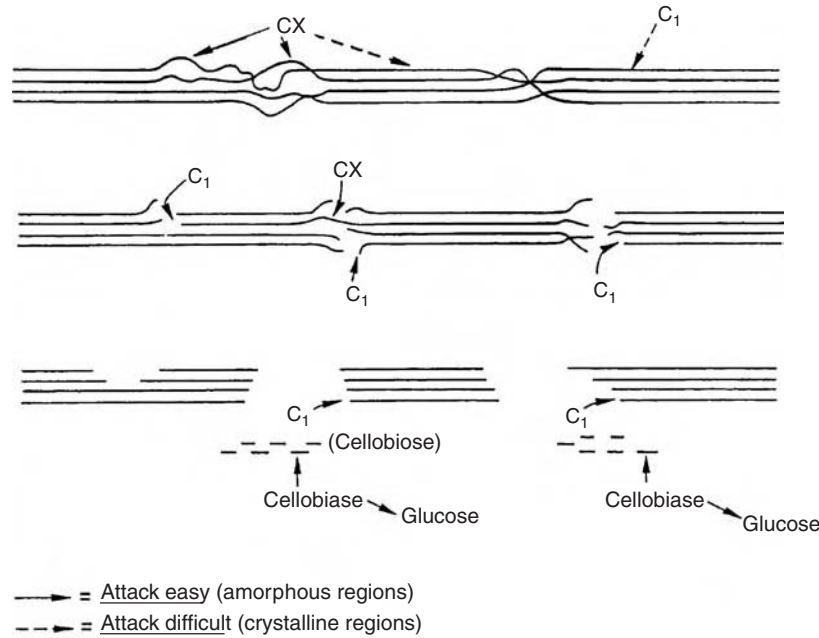 CX
C₁
C₁
CX
C₁
C₁
C₁
C₁
(Cellobiose)
Cellobiase
Glucose
Cellobiase
Glucose
= Attack easy (amorphous regions)
= Attack difficult (crystalline regions)